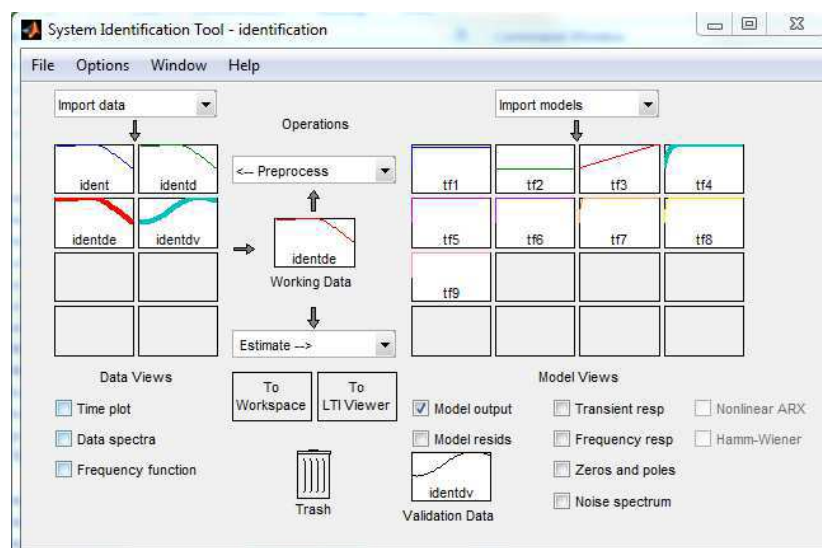 System Identification Tool - identification
File Options Window Help
Import data
Import models
Operations
ident identd
<-- Preprocess
tf1 tf2 tf3 tf4
identde identdv
identde
Working Data
tf5 tf6 tf7 tf8
tf9
Estimate -->
Data Views
To Workspace
To LTI Viewer
Model Views
Time plot
Data spectra
Frequency function
Model output
Model resids
Transient resp
Frequency resp
Zeros and poles
Noise spectrum
Nonlinear ARX
Hamm-Wiener
Trash
identdv
Validation Data